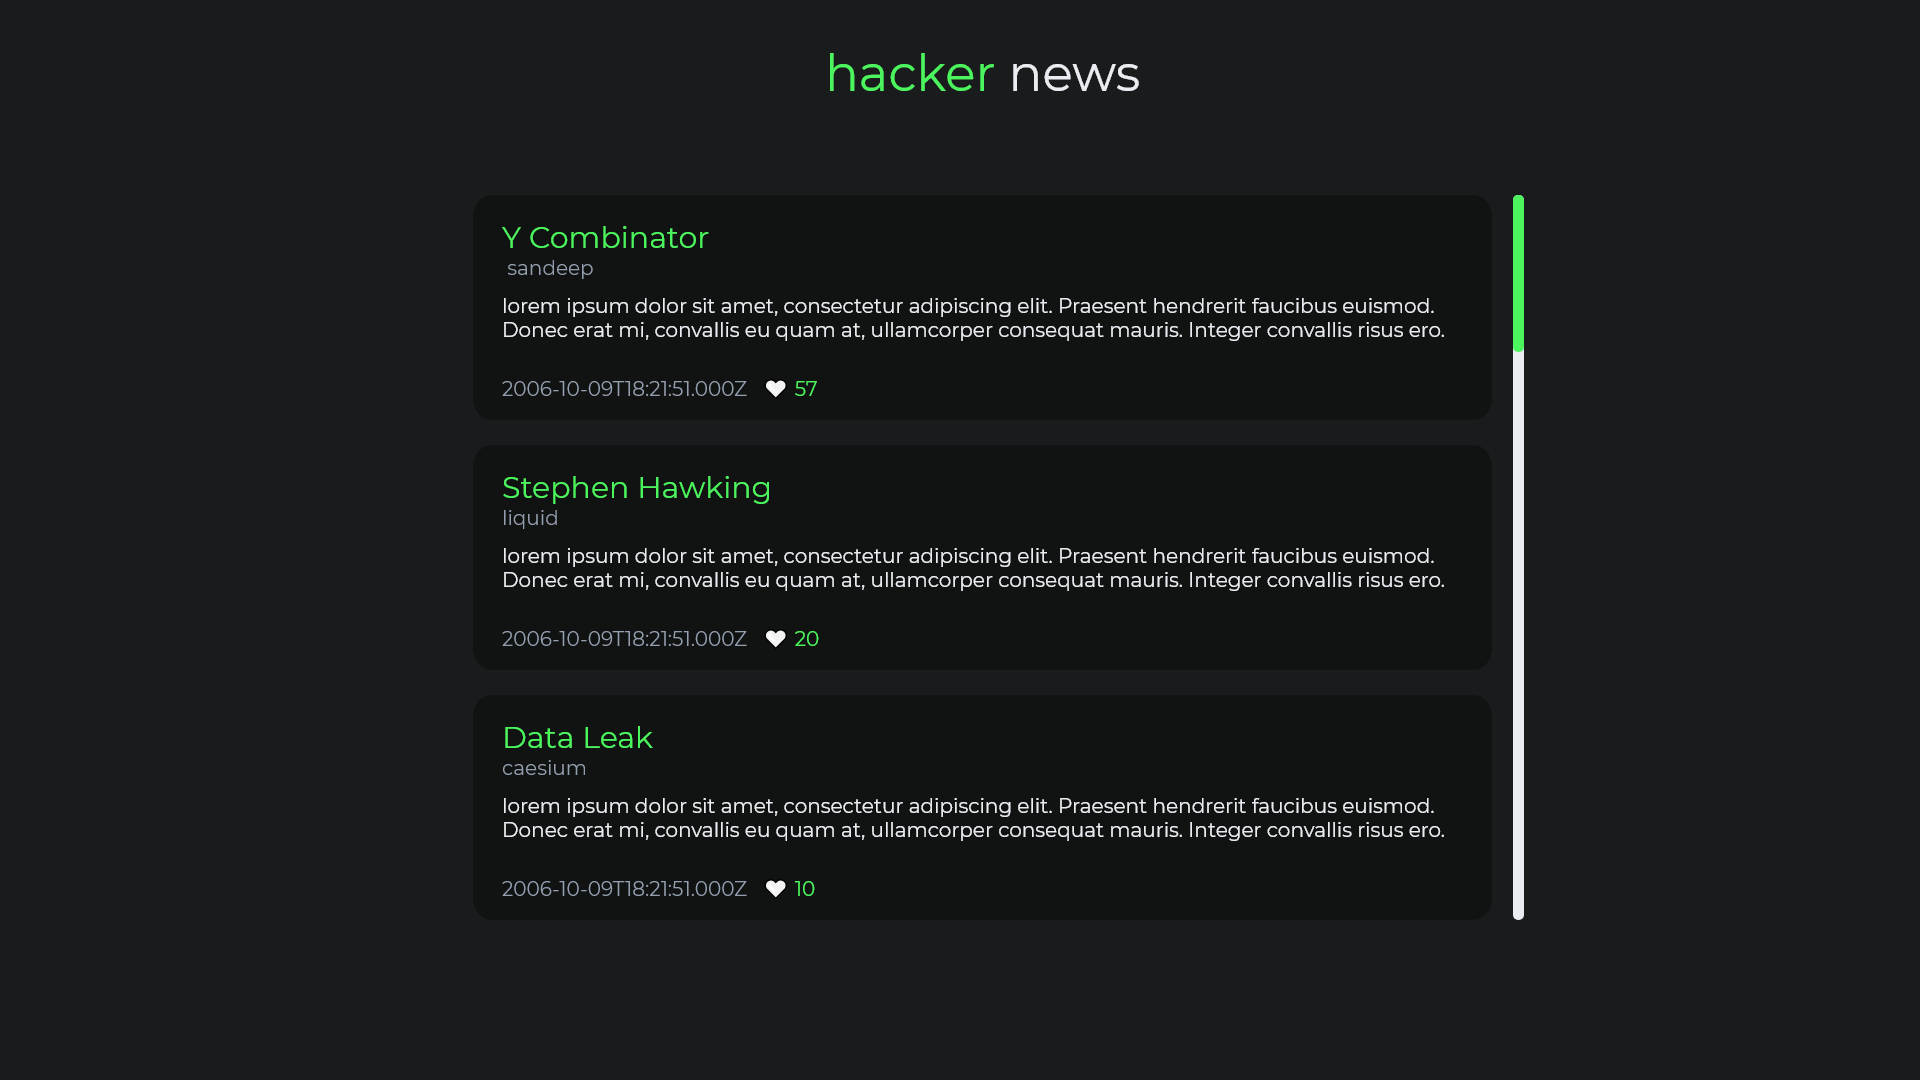 hacker news
Y Combinator
sandeep
lorem ipsum dolor sit amet, consectetur adipiscing elit. Praesent hendrerit faucibus euismod.
Donec erat mi, convallis eu quam at, ullamcorper consequat mauris. Integer convallis risus ero.
2006-10-09T18:21:51.000Z 57
Stephen Hawking
liquid
lorem ipsum dolor sit amet, consectetur adipiscing elit. Praesent hendrerit faucibus euismod.
Donec erat mi, convallis eu quam at, ullamcorper consequat mauris. Integer convallis risus ero.
2006-10-09T18:21:51.000Z 20
Data Leak
caesium
lorem ipsum dolor sit amet, consectetur adipiscing elit. Praesent hendrerit faucibus euismod.
Donec erat mi, convallis eu quam at, ullamcorper consequat mauris. Integer convallis risus ero.
2006-10-09T18:21:51.000Z 10